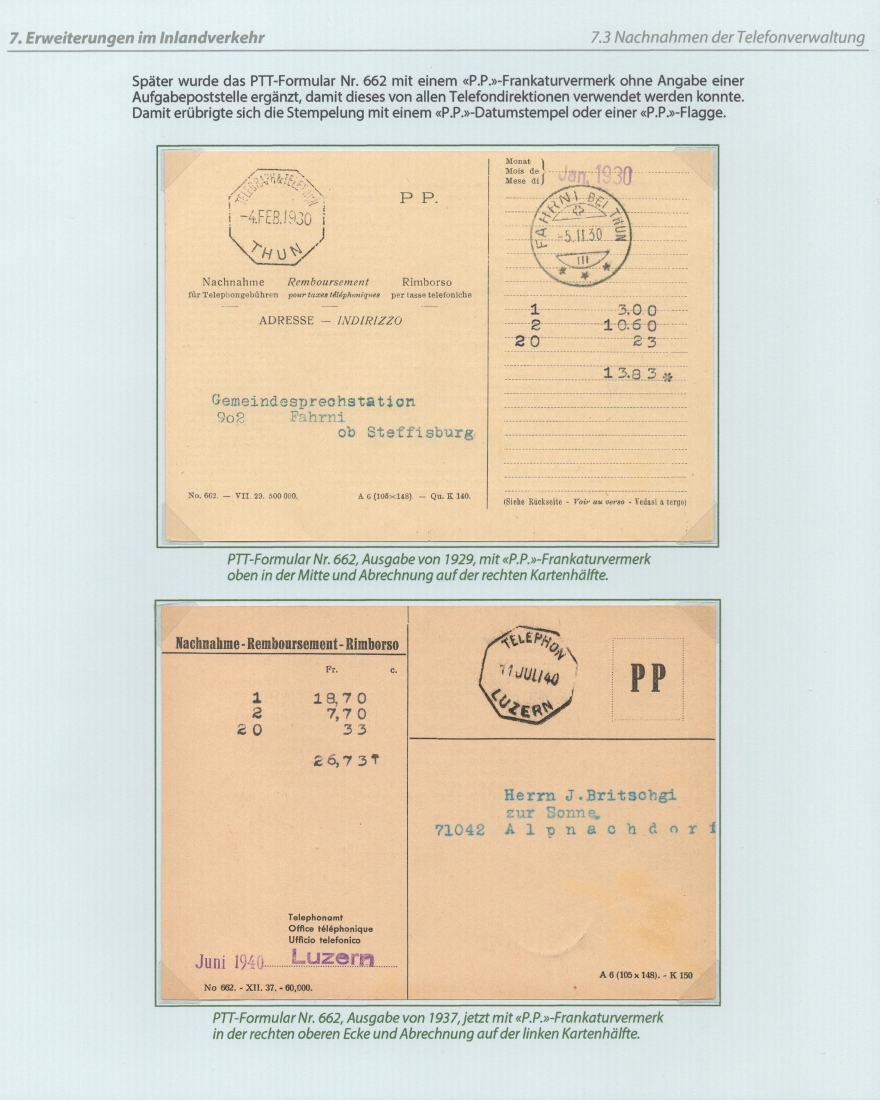 7. Erweiterungen im Inlandverkehr
7.3 Nachnahmen der Telefonverwaltung
Später wurde das PTT-Formular Nr. 662 mit einem «P.P.»-Frankaturvermerk ohne Angabe einer
Aufgabepoststelle ergänzt, damit dieses von allen Telefondirektionen verwendet werden konnte.
Damit erübrigte sich die Stempelung mit einem «P.P.»-Datumstempel oder einer «P.P.»-Flagge.
TELEGRAPH & TELEPHON
-4.FEB.1930
THUN
P P.
Nachnahme Remboursement Rimborso
für Telephongebühren pour taxes téléphoniques per tasse telefoniche
ADRESSE — INDIRIZZO
Gemeindesprechstation
902 Fahrni
ob Steffisburg
No. 662. — VII. 29. 500 000. A 6 (105×148) — Qu. K 140.
Monat
Mois de
Mese di
Jan. 1930
FAHRNI BEI THUN
-5.II.30
1 3.00
2 10.60
20 23
13.83 *
(Siehe Rückseite - Voir au verso - Vedasi a tergo)
PTT-Formular Nr. 662, Ausgabe von 1929, mit «P.P.»-Frankaturvermerk
oben in der Mitte und Abrechnung auf der rechten Kartenhälfte.
Nachnahme-Remboursement-Rimborso
Fr. c.
1 18,70
2 7,70
20 33
26,73
Telephonamt
Office téléphonique
Ufficio telefonico
Juni 1940 Luzern
No 662. - XII. 37. - 60,000.
TELEPHON
11 JULI 40
LUZERN
PP
Herrn J.Britschgi
zur Sonne,
71042 Alpnachdorf
A 6 (105 x 148). - K 150
PTT-Formular Nr. 662, Ausgabe von 1937, jetzt mit «P.P.»-Frankaturvermerk
in der rechten oberen Ecke und Abrechnung auf der linken Kartenhälfte.